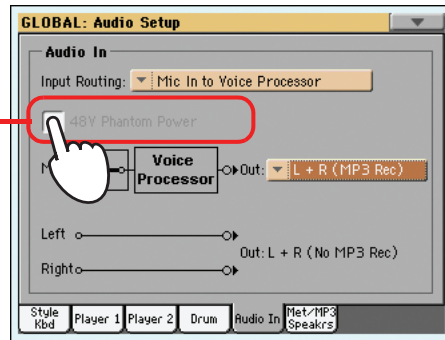 GLOBAL: Audio Setup
Audio In
Input Routing: Mic In to Voice Processor
48V Phantom Power
M
Voice
Processor
Out: L + R (MP3 Rec)
Left
Out: L + R (No MP3 Rec)
Right
Style
Kbd
Player 1
Player 2
Drum
Audio In
Met/MP3
Speakrs